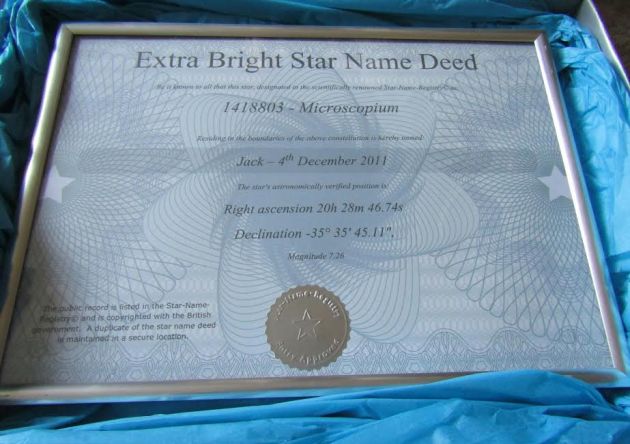 Extra Bright Star Name Deed
Be it known to all that this star, designated in the scientifically renowned Star-Name-Registry© as:
1418803 - Microscopium
Residing in the boundaries of the above constellation is hereby named:
Jack – 4th December 2011
The star's astronomically verified position is:
Right ascension 20h 28m 46.74s
Declination -35° 35' 45.11",
Magnitude 7.26
The public record is listed in the Star-Name-
Registry© and is copyrighted with the British
government. A duplicate of the star name deed
is maintained in a secure location.
Star-Name-Registry
Approved